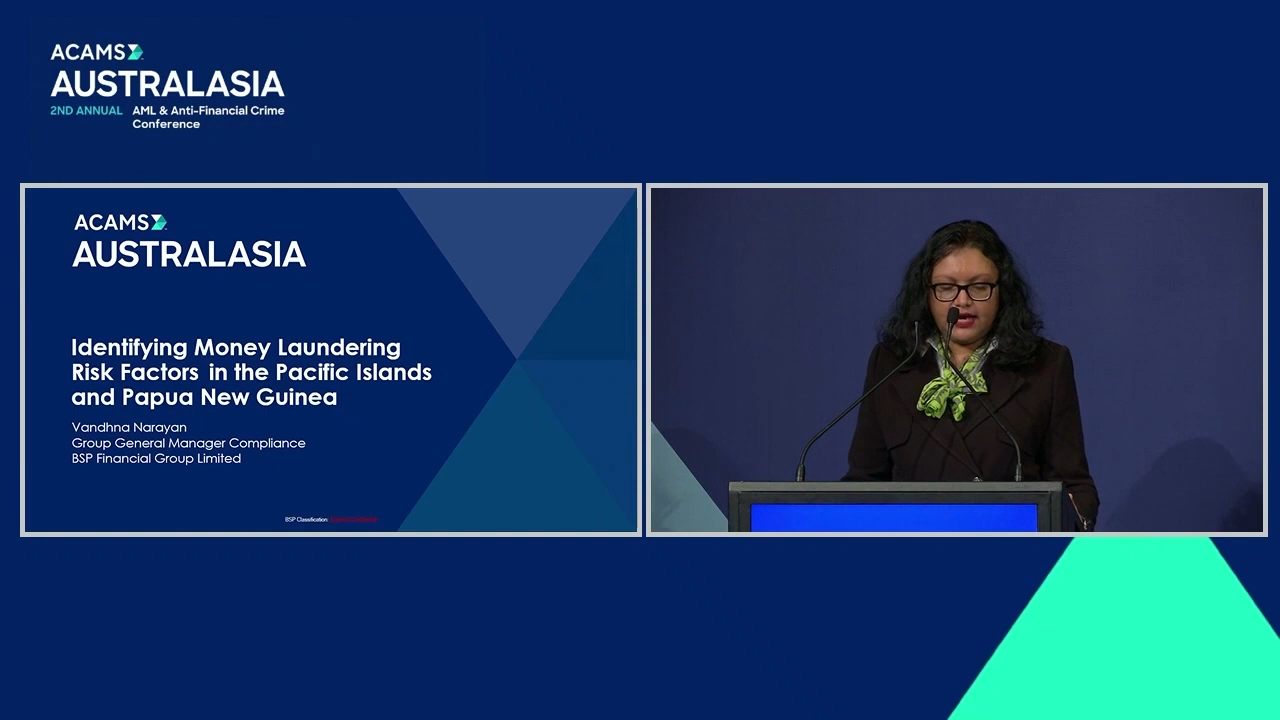 ACAMS
AUSTRALASIA
2ND ANNUAL AML & Anti-Financial Crime
Conference
ACAMS
AUSTRALASIA
Identifying Money Laundering
Risk Factors in the Pacific Islands
and Papua New Guinea
Vandhna Narayan
Group General Manager Compliance
BSP Financial Group Limited
BSP Classification: